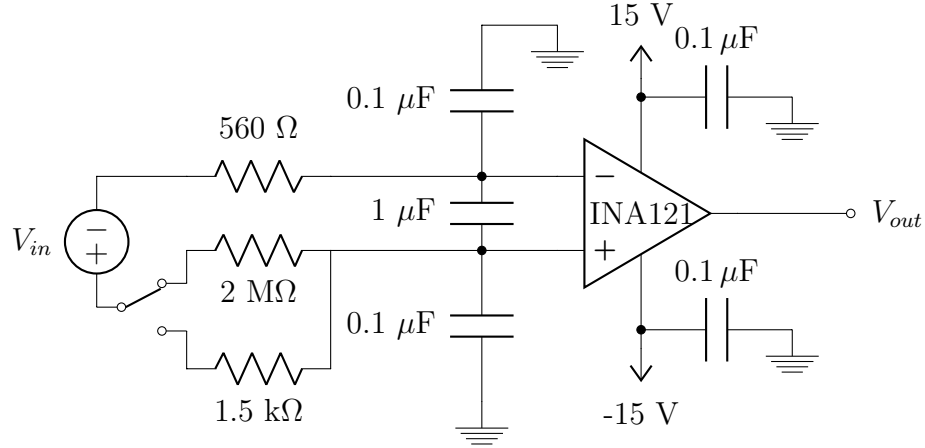 15 V
0.1 μF
0.1 μF
560 Ω
−
1 μF
INA121
V_in
−
+
+
V_out
2 MΩ
0.1 μF
0.1 μF
1.5 kΩ
-15 V